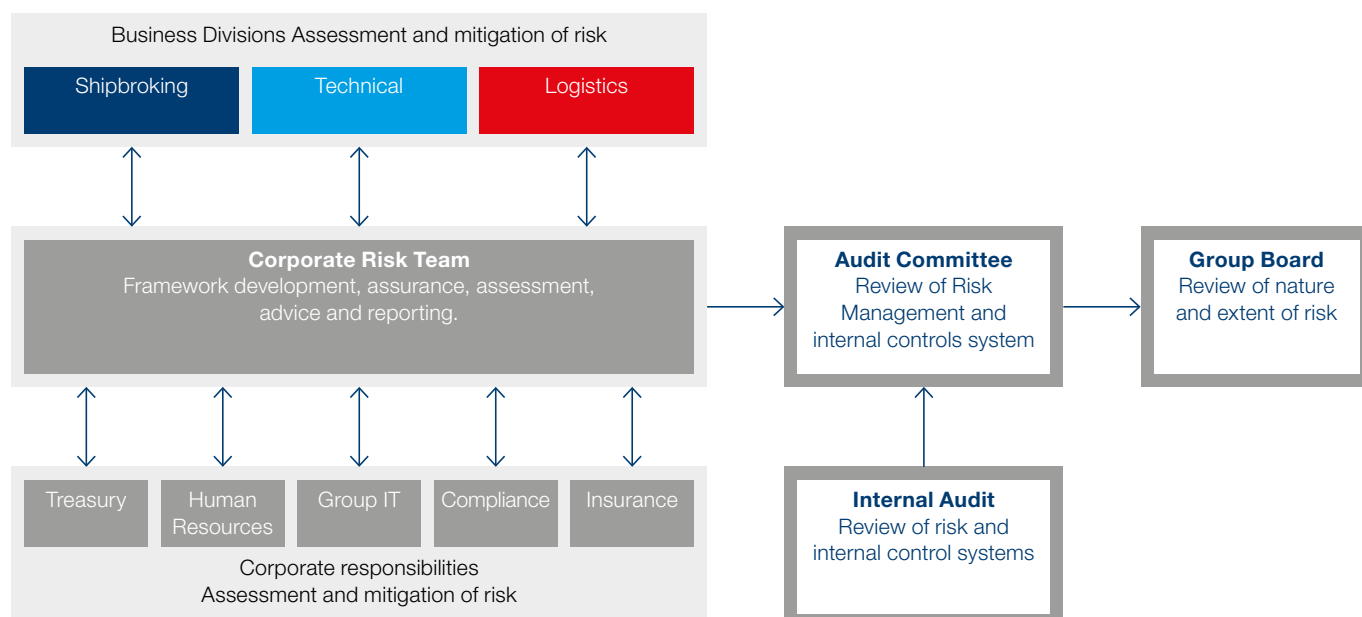 Business Divisions Assessment and mitigation of risk
Shipbroking
Technical
Logistics
Corporate Risk Team
Framework development, assurance, assessment,
advice and reporting.
Audit Committee
Review of Risk
Management and
internal controls system
Group Board
Review of nature
and extent of risk
Treasury
Human
Resources
Group IT
Compliance
Insurance
Corporate responsibilities
Assessment and mitigation of risk
Internal Audit
Review of risk and
internal control systems